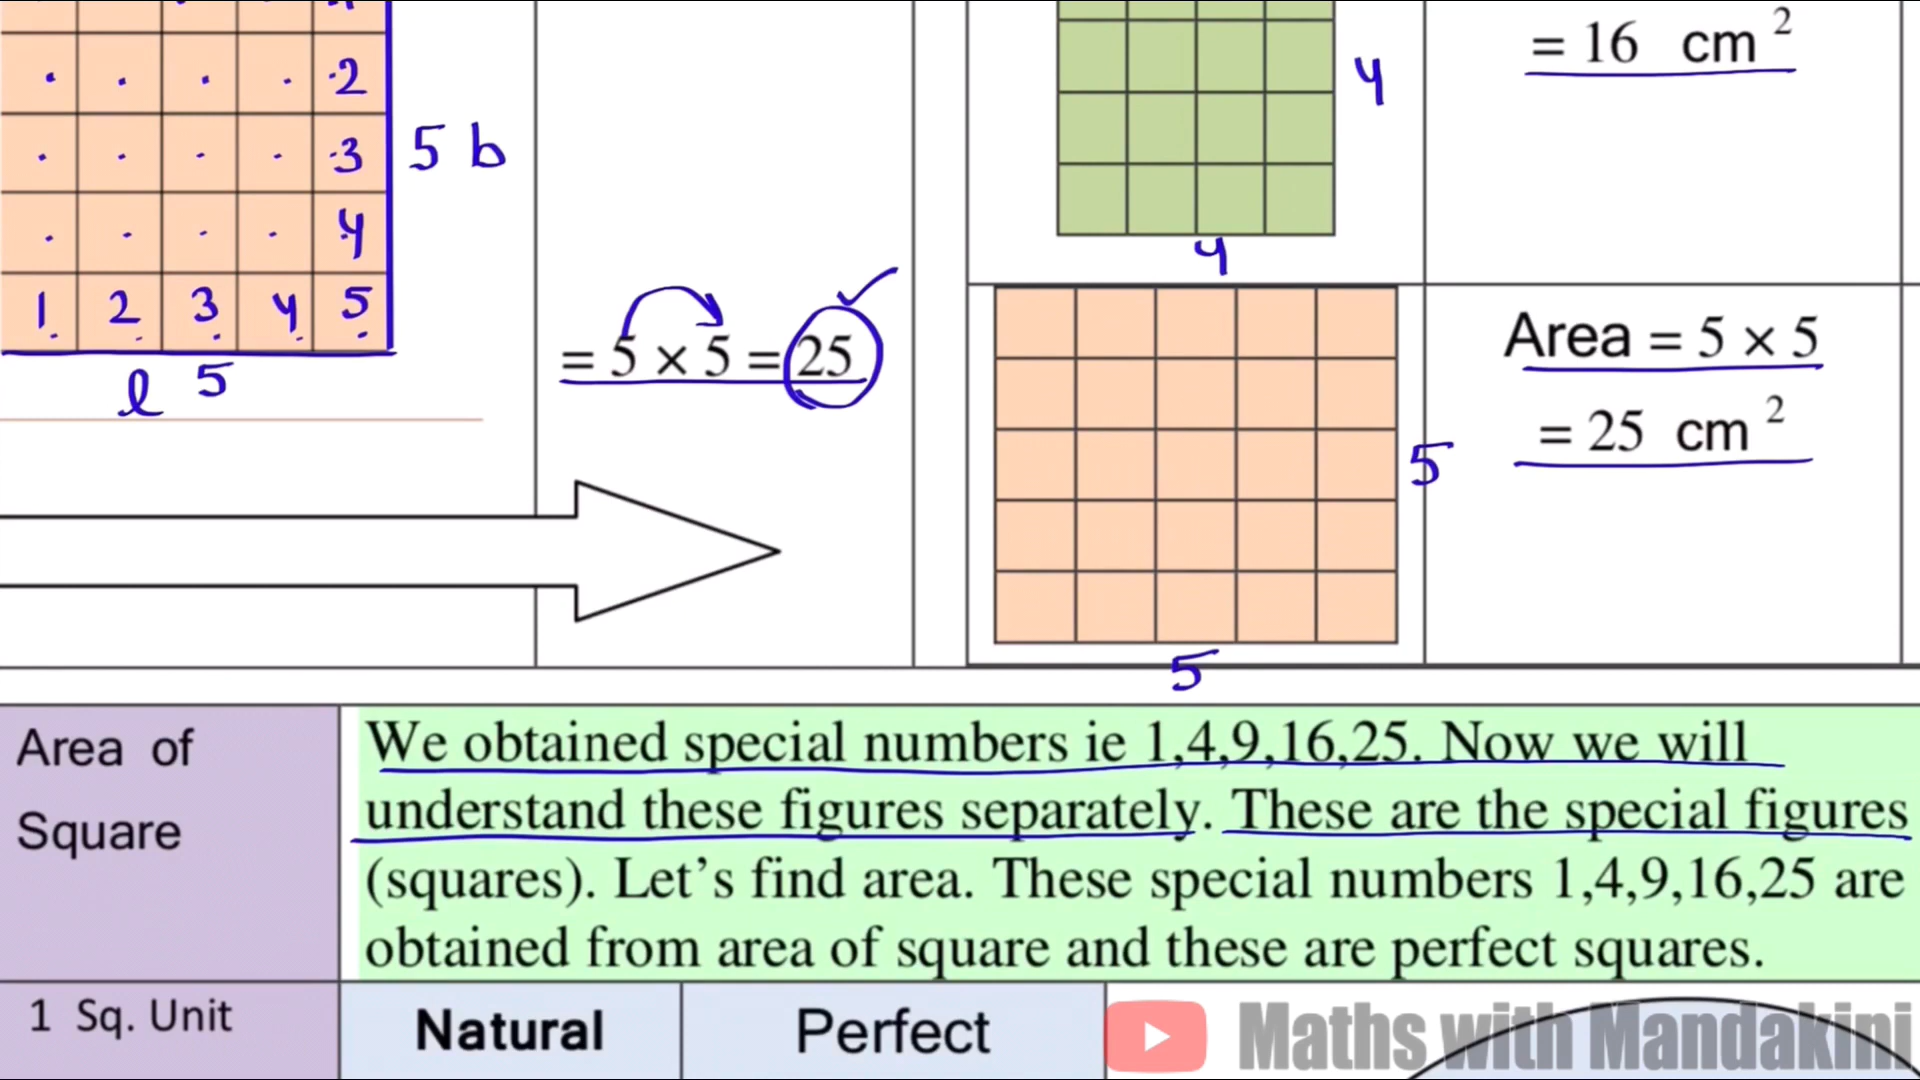 2
3
4
1 2 3 4 5
5 b
l 5
= 5 × 5 = 25
4
4
= 16 cm 2
Area = 5 × 5
= 25 cm 2
5
5
Area of
Square
We obtained special numbers ie 1,4,9,16,25. Now we will
understand these figures separately. These are the special figures
(squares). Let’s find area. These special numbers 1,4,9,16,25 are
obtained from area of square and these are perfect squares.
1 Sq. Unit
Natural
Perfect
Maths with Mandakini